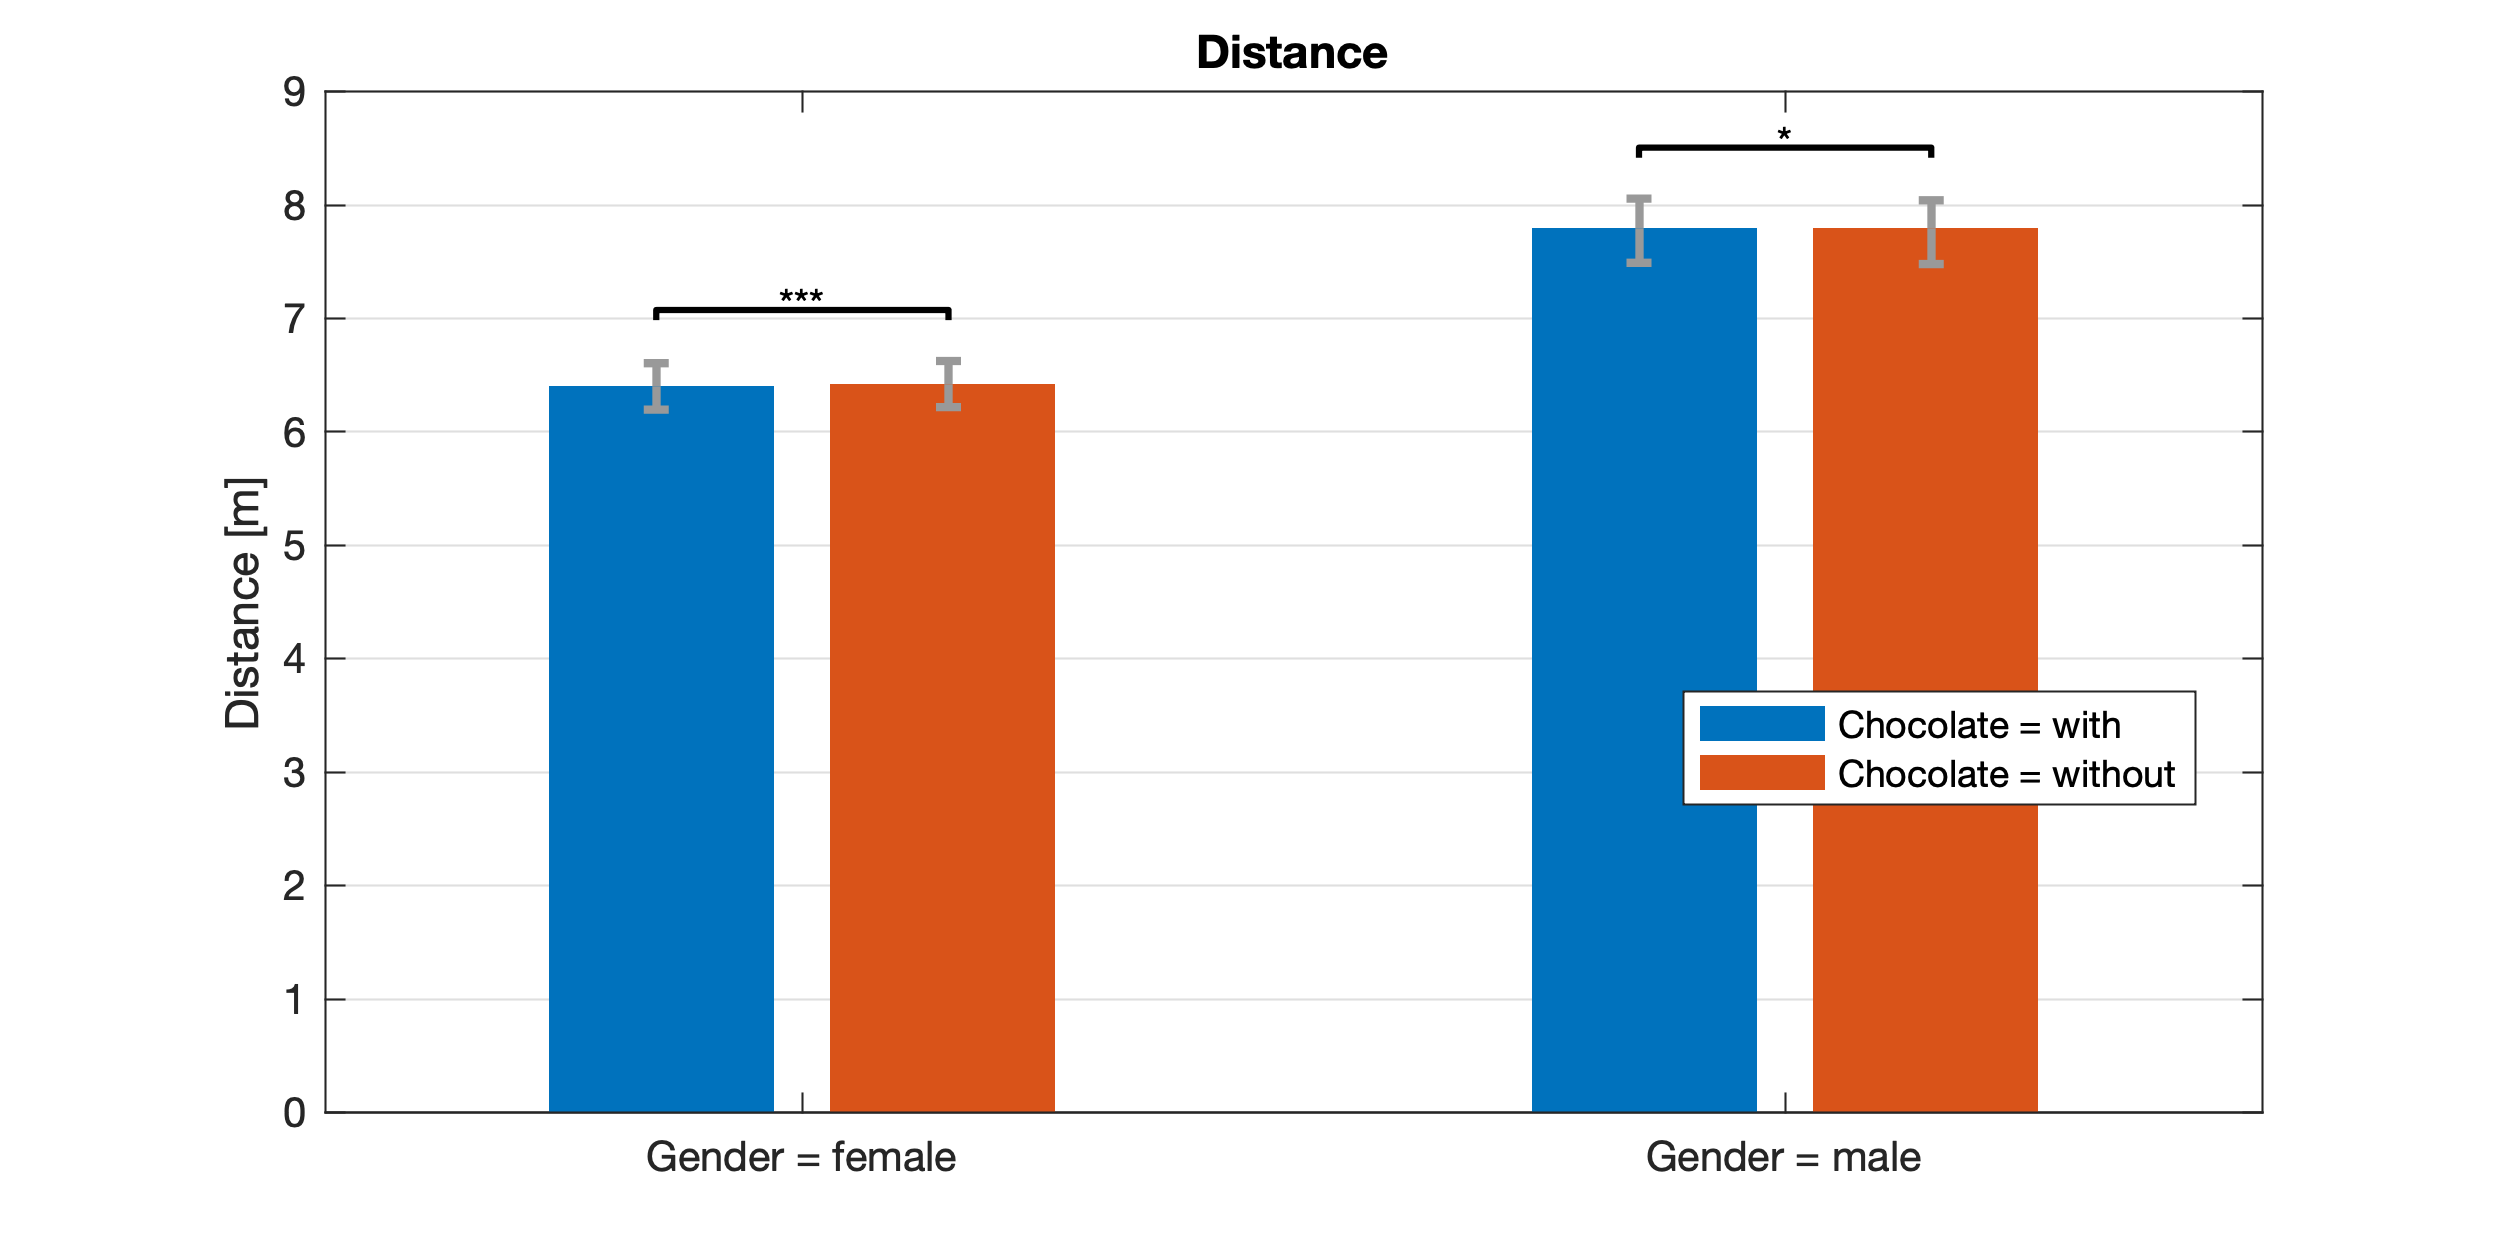 Distance
9
*
8
***
7
6
5
4
3
2
1
0
Distance [m]
Chocolate = with
Chocolate = without
Gender = female
Gender = male